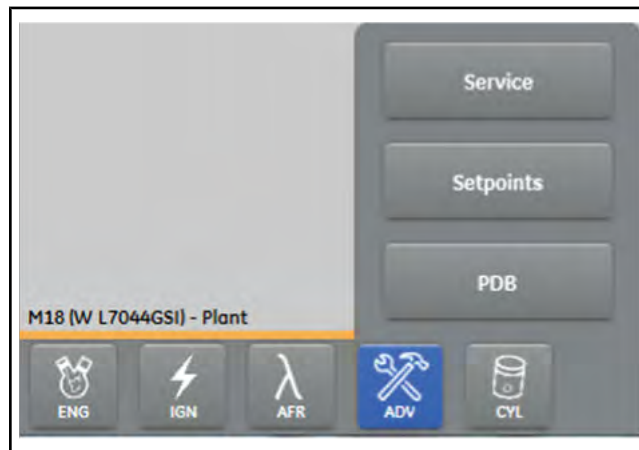 Service
Setpoints
PDB
M18 (W L7044GSI) - Plant
ENG IGN λ AFR ADV CYL